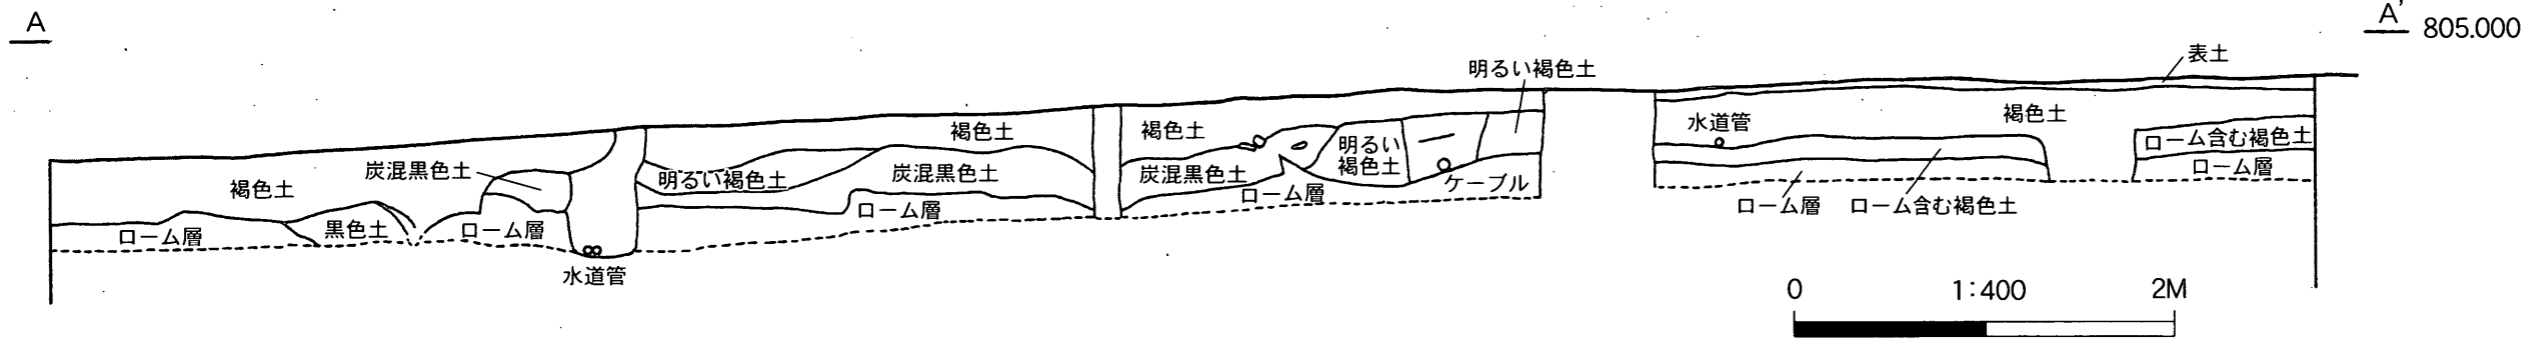 A
A'
805.000
表土
明るい褐色土
褐色土
褐色土
水道管
褐色土
明るい
褐色土
ローム含む褐色土
炭混黒色土
明るい褐色土
炭混黒色土
炭混黒色土
ローム層
褐色土
ケーブル
ローム層
ローム層
ローム層
ローム含む褐色土
ローム層
黒色土
ローム層
水道管
0
1:400
2M